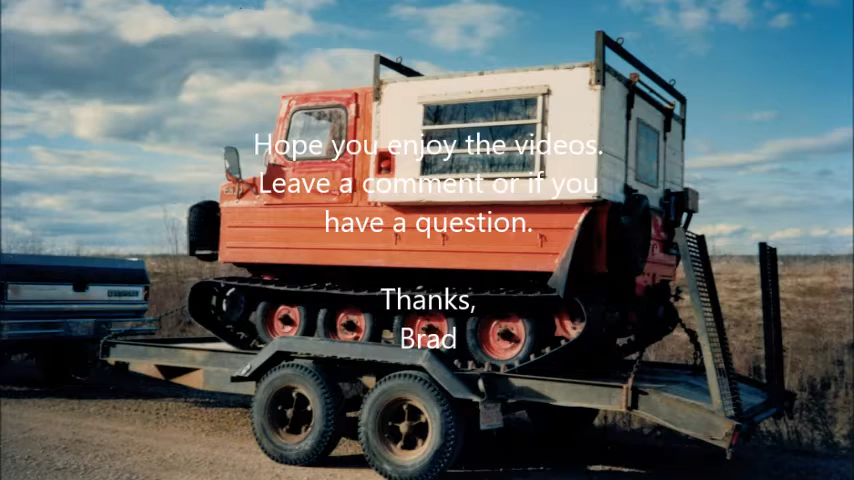 Hope you enjoy the videos.
Leave a comment or if you
have a question.
Thanks,
Brad